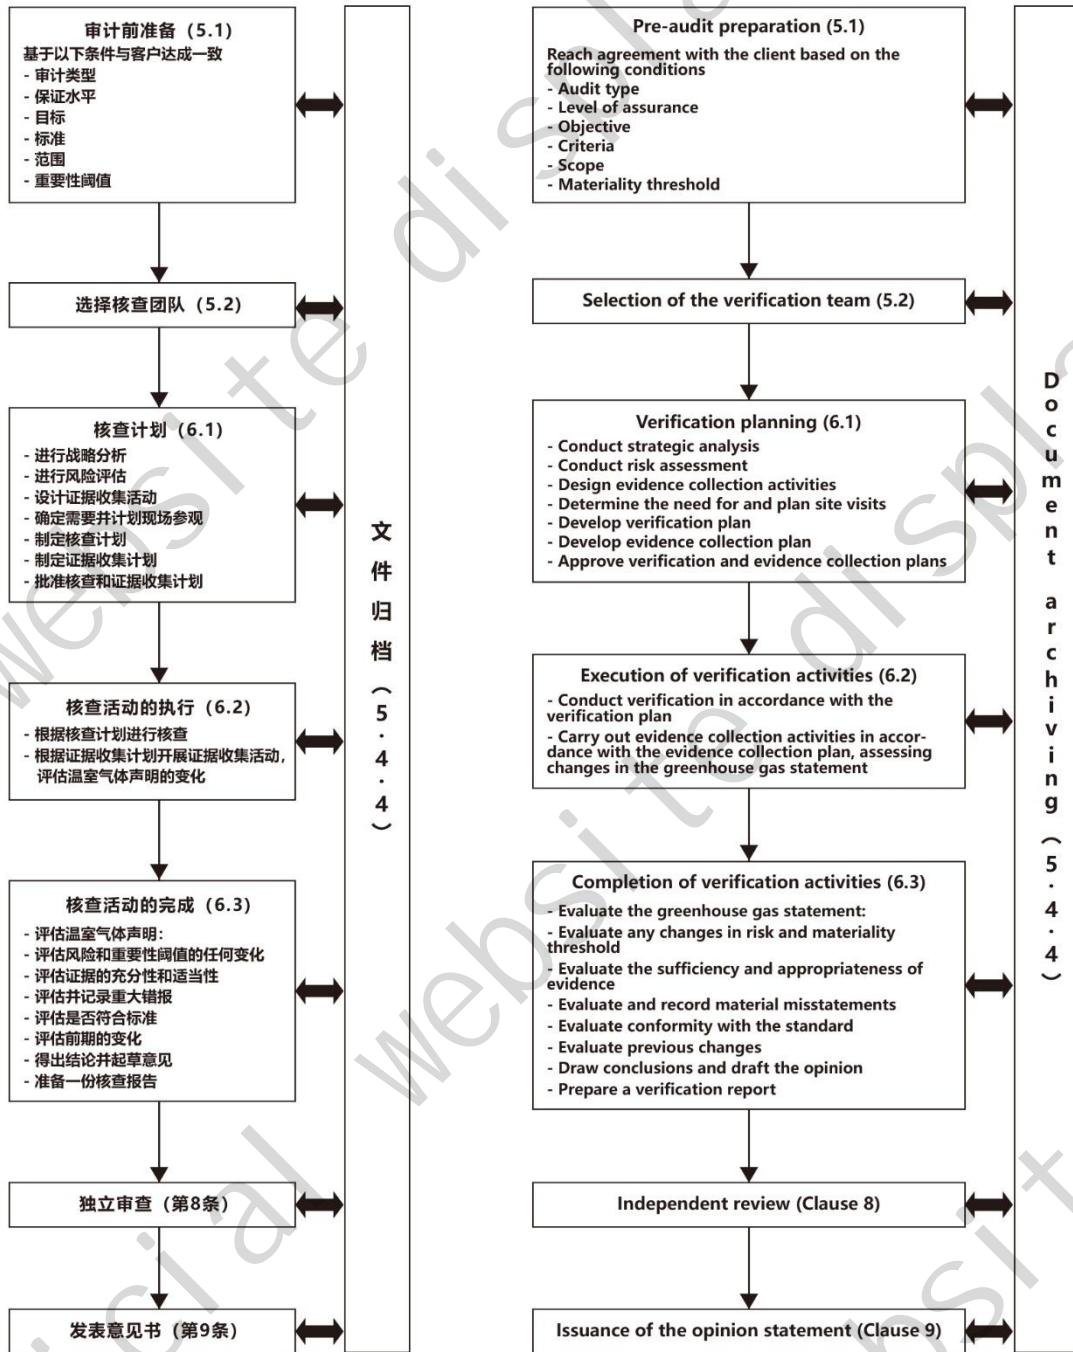 审计前准备（5.1）
基于以下条件与客户达成一致
- 审计类型
- 保证水平
- 目标
- 标准
- 范围
- 重要性阈值
选择核查团队（5.2）
核查计划（6.1）
- 进行战略分析
- 进行风险评估
- 设计证据收集活动
- 确定需要并计划现场参观
- 制定核查计划
- 制定证据收集计划
- 批准核查和证据收集计划
核查活动的执行（6.2）
- 根据核查计划进行核查
- 根据证据收集计划开展证据收集活动，
评估温室气体声明的变化
核查活动的完成（6.3）
- 评估温室气体声明：
- 评估风险和重要性阈值的任何变化
- 评估证据的充分性和适当性
- 评估并记录重大错报
- 评估是否符合标准
- 评估前期的变化
- 得出结论并起草意见
- 准备一份核查报告
独立审查（第8条）
发表意见书（第9条）
文件归档（5.4.4）
Pre-audit preparation (5.1)
Reach agreement with the client based on the
following conditions
- Audit type
- Level of assurance
- Objective
- Criteria
- Scope
- Materiality threshold
Selection of the verification team (5.2)
Verification planning (6.1)
- Conduct strategic analysis
- Conduct risk assessment
- Design evidence collection activities
- Determine the need for and plan site visits
- Develop verification plan
- Develop evidence collection plan
- Approve verification and evidence collection plans
Execution of verification activities (6.2)
- Conduct verification in accordance with the
verification plan
- Carry out evidence collection activities in accor-
dance with the evidence collection plan, assessing
changes in the greenhouse gas statement
Completion of verification activities (6.3)
- Evaluate the greenhouse gas statement:
- Evaluate any changes in risk and materiality
threshold
- Evaluate the sufficiency and appropriateness of
evidence
- Evaluate and record material misstatements
- Evaluate conformity with the standard
- Evaluate previous changes
- Draw conclusions and draft the opinion
- Prepare a verification report
Independent review (Clause 8)
Issuance of the opinion statement (Clause 9)
Document archiving (5.4.4)
website displa
cial website displa
website